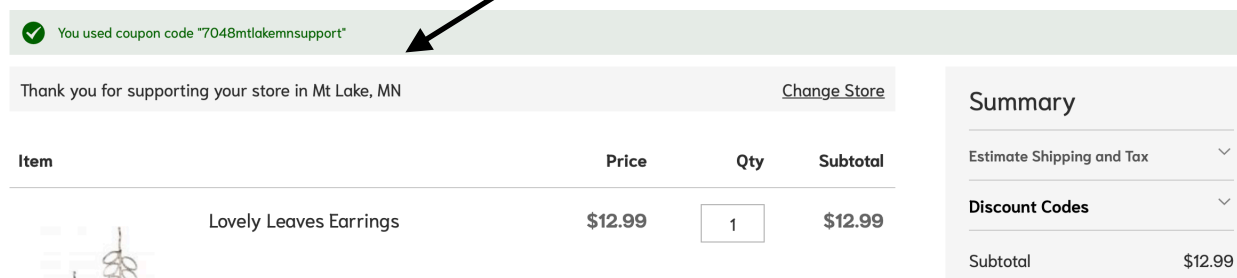 You used coupon code "7048mtlakemnsupport"
Thank you for supporting your store in Mt Lake, MN Change Store
Item Price Qty Subtotal
Lovely Leaves Earrings $12.99 1 $12.99
Summary
Estimate Shipping and Tax
Discount Codes
Subtotal $12.99